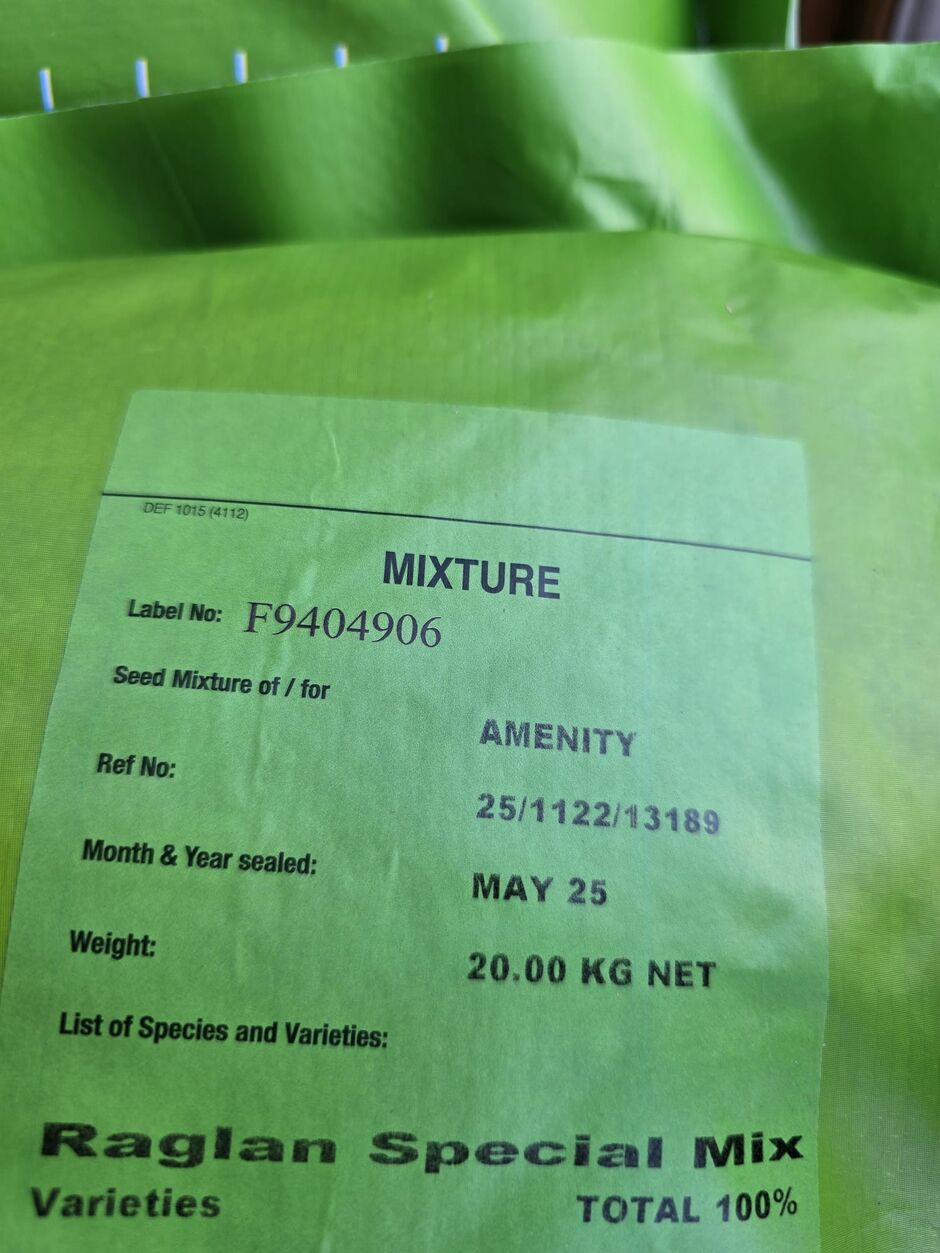 DEF 1015 (4112)
MIXTURE
Label No: F9404906
Seed Mixture of / for
AMENITY
Ref No:
25/1122/13189
Month & Year sealed:
MAY 25
Weight:
20.00 KG NET
List of Species and Varieties:
Raglan Special Mix
Varieties TOTAL 100%